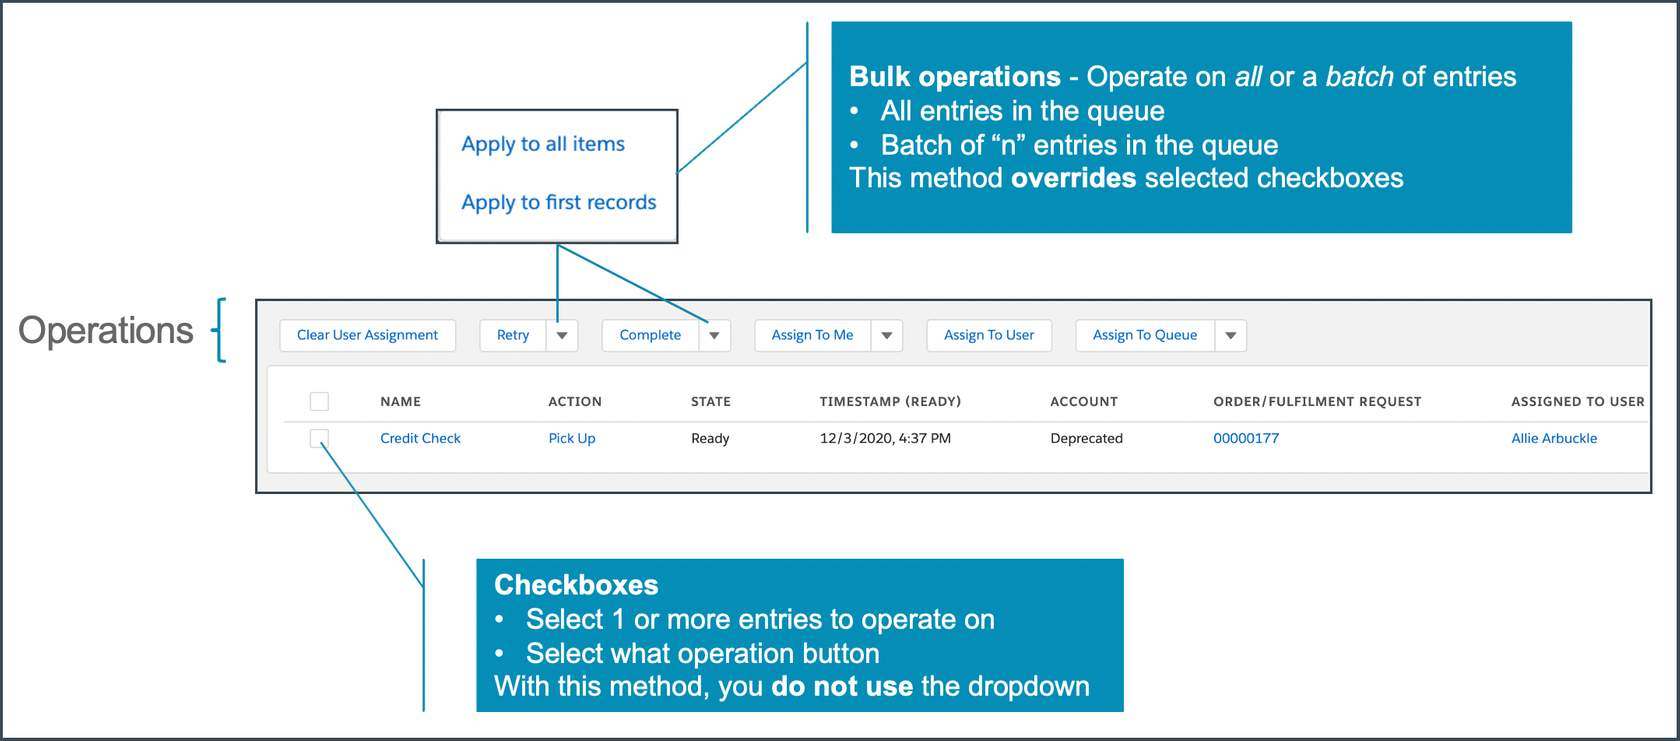 Bulk operations - Operate on all or a batch of entries
• All entries in the queue
• Batch of “n” entries in the queue
This method overrides selected checkboxes
Apply to all items
Apply to first records
Operations
Clear User Assignment Retry Complete Assign To Me Assign To User Assign To Queue
NAME ACTION STATE TIMESTAMP (READY) ACCOUNT ORDER/FULFILMENT REQUEST ASSIGNED TO USER
Credit Check Pick Up Ready 12/3/2020, 4:37 PM Deprecated 00000177 Allie Arbuckle
Checkboxes
• Select 1 or more entries to operate on
• Select what operation button
With this method, you do not use the dropdown